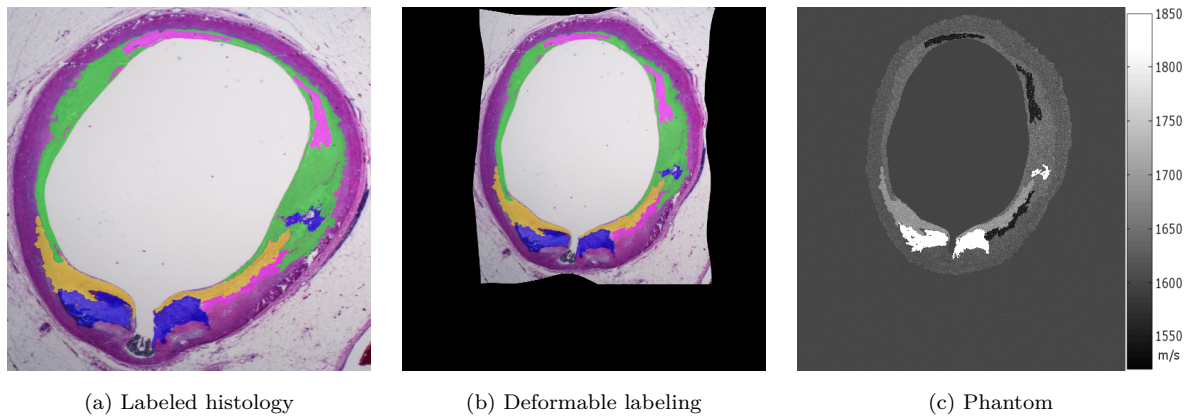 1850
1800
1750
1700
1650
1600
1550
m/s
(a) Labeled histology
(b) Deformable labeling
(c) Phantom